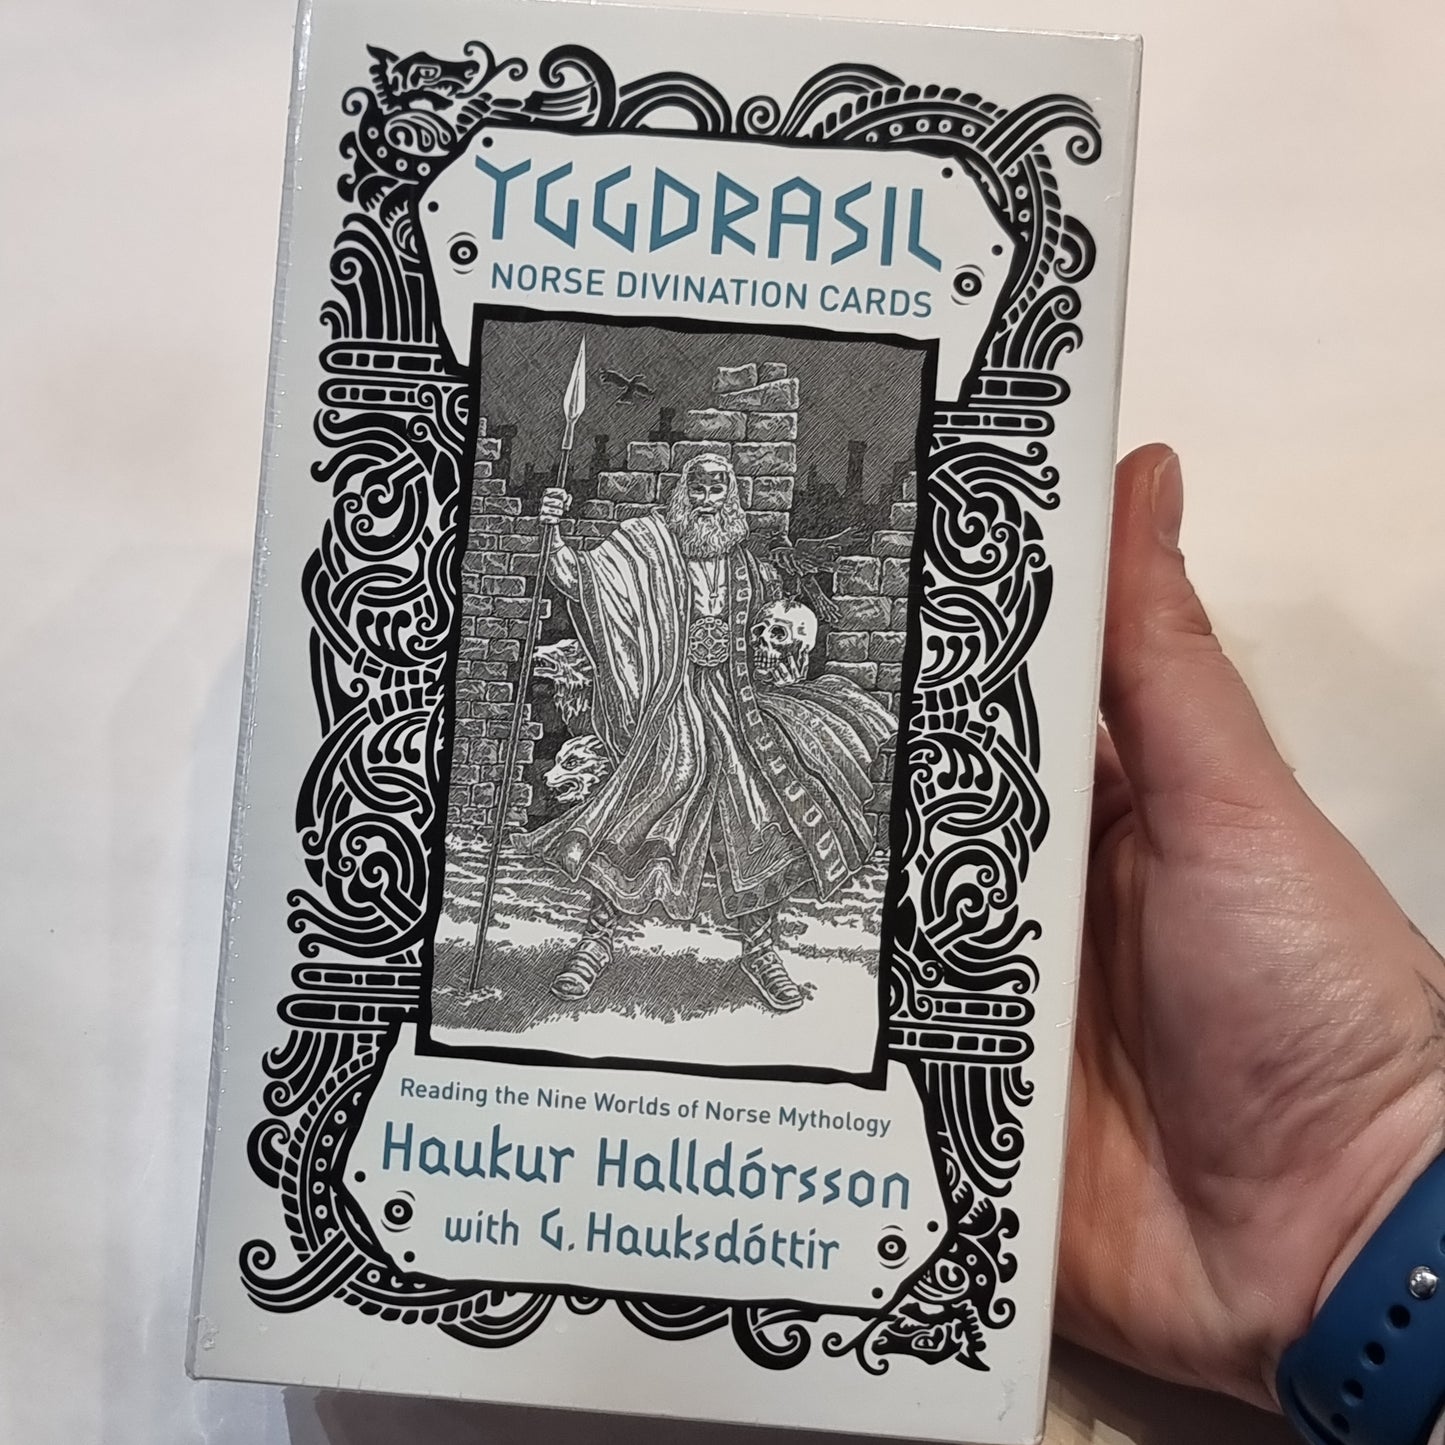 YGGDRASIL
NORSE DIVINATION CARDS
Reading the Nine Worlds of Norse Mythology
Haukur Halldórsson
with G. Hauksdóttir